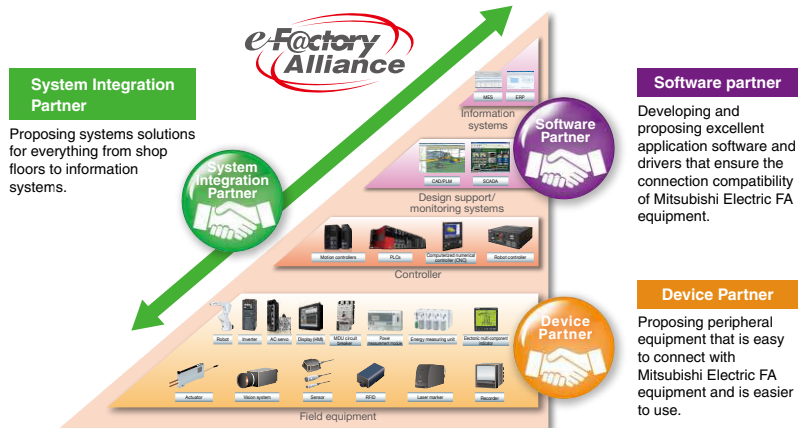 e-F@ctory
Alliance
System Integration
Partner
Proposing systems solutions
for everything from shop
floors to information
systems.
System
Integration
Partner
MES
ERP
Information
systems
Software
Partner
CAD/PLM
SCADA
Design support/
monitoring systems
Motion controllers
PLCs
Computerized numerical
controller (CNC)
Robot controller
Controller
Robot
Inverter
AC servo
Display (HMI)
MDU circuit
breaker
Power
measurement module
Energy measuring unit
Electronic multi-component
indicator
Actuator
Vision system
Sensor
RFID
Laser marker
Recorder
Field equipment
Device
Partner
Software partner
Developing and
proposing excellent
application software and
drivers that ensure the
connection compatibility
of Mitsubishi Electric FA
equipment.
Device Partner
Proposing peripheral
equipment that is easy
to connect with
Mitsubishi Electric FA
equipment and is easier
to use.